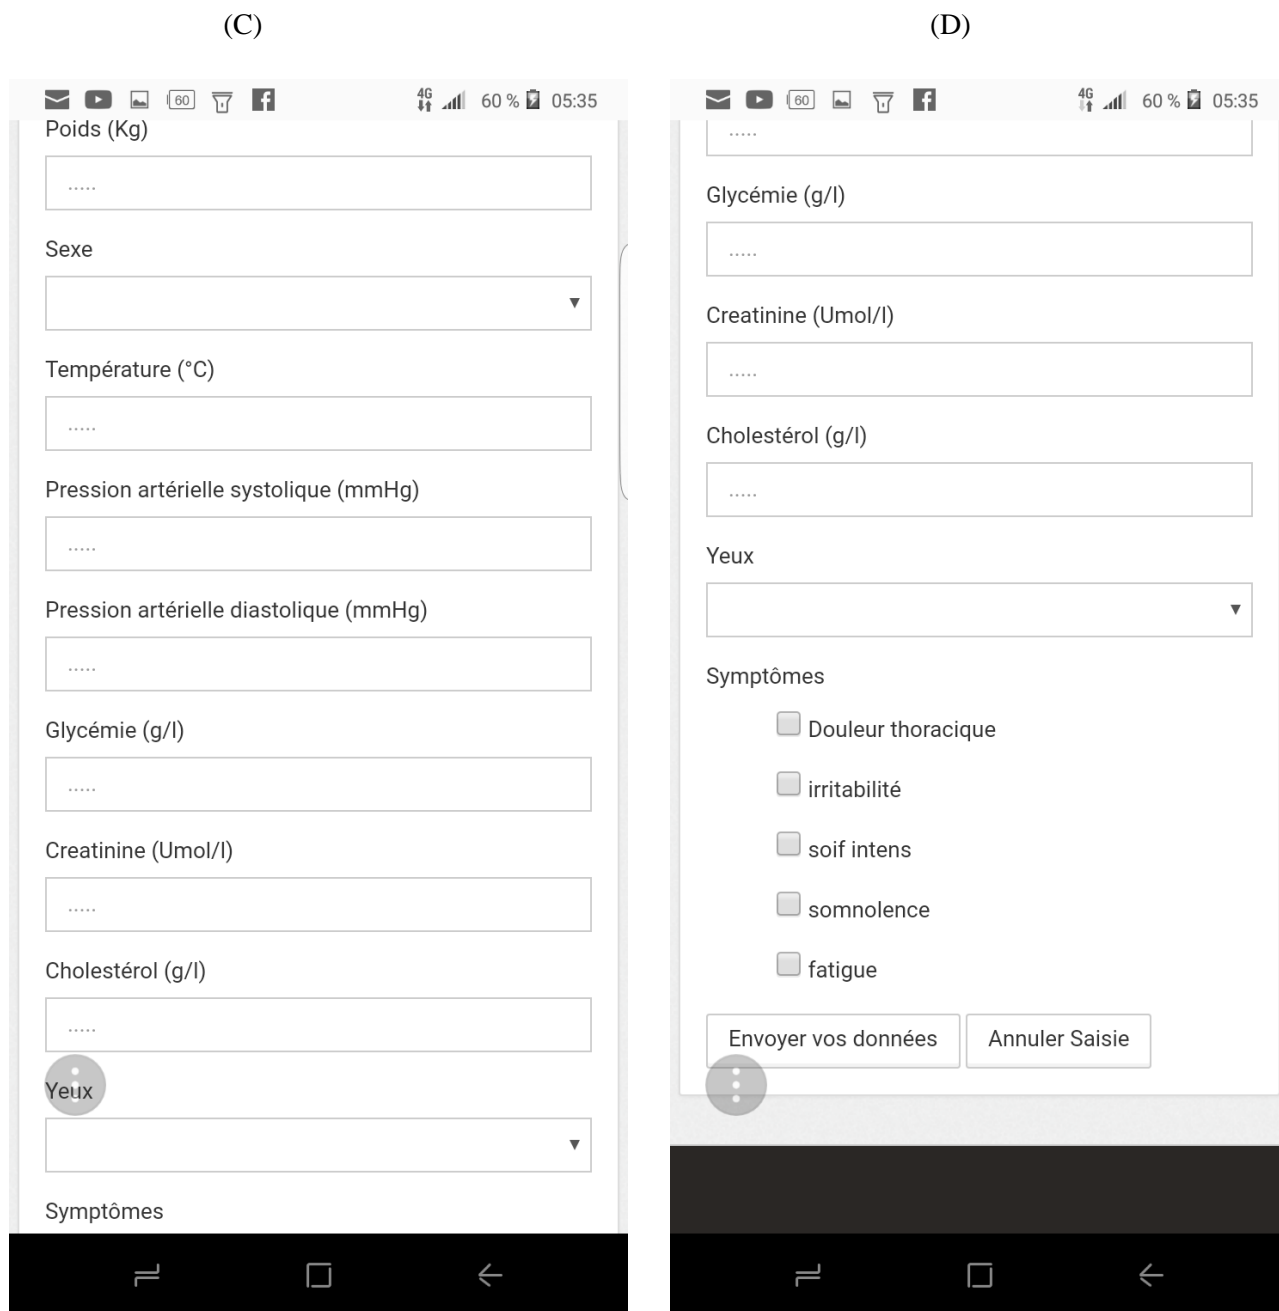 (C)
(D)
60
4G
60 %
05:35
Poids (Kg)
.....
Sexe
Température (°C)
.....
Pression artérielle systolique (mmHg)
.....
Pression artérielle diastolique (mmHg)
.....
Glycémie (g/l)
.....
Creatinine (Umol/l)
.....
Cholestérol (g/l)
.....
Yeux
Symptômes
60
4G
60 %
05:35
.....
Glycémie (g/l)
.....
Creatinine (Umol/l)
.....
Cholestérol (g/l)
.....
Yeux
Symptômes
Douleur thoracique
irritabilité
soif intens
somnolence
fatigue
Envoyer vos données
Annuler Saisie